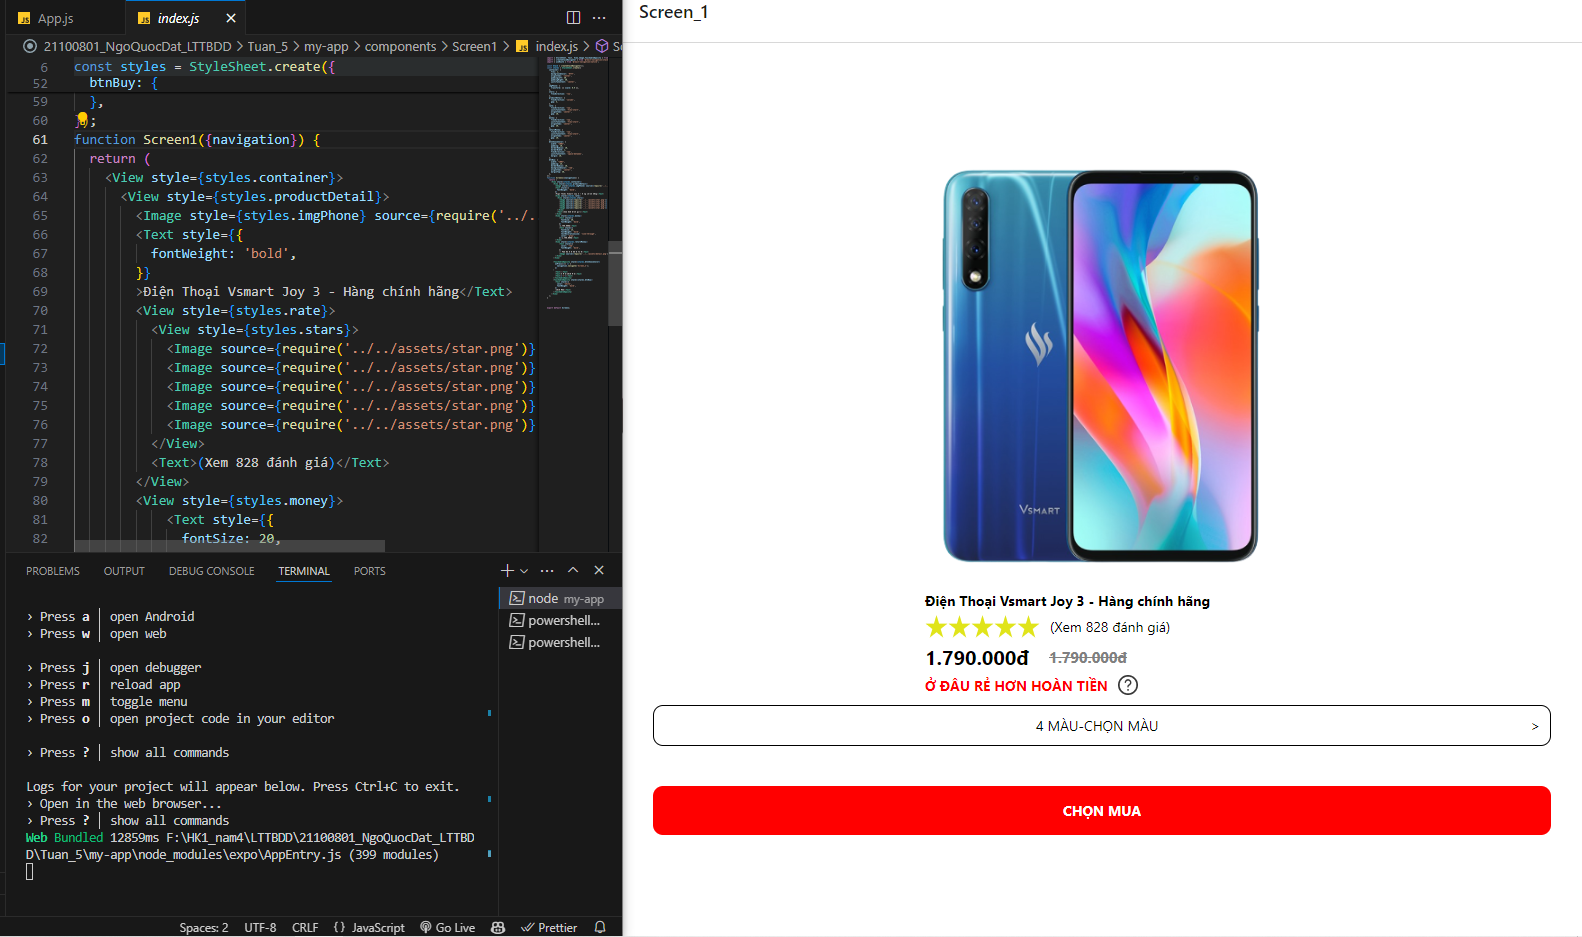 App.js
index.js
21100801_NgoQuocDat_LTTBDD > Tuan_5 > my-app > components > Screen1 > index.js >
6 const styles = StyleSheet.create({
52 btnBuy: {
59 },
60 });
61 function Screen1({navigation}) {
62 return (
63 <View style={styles.container}>
64 <View style={styles.productDetail}>
65 <Image style={styles.imgPhone} source={require('../.
66 <Text style={{
67 fontWeight: 'bold',
68 }}
69 >Điện Thoại Vsmart Joy 3 - Hàng chính hãng</Text>
70 <View style={styles.rate}>
71 <View style={styles.stars}>
72 <Image source={require('../../assets/star.png')}
73 <Image source={require('../../assets/star.png')}
74 <Image source={require('../../assets/star.png')}
75 <Image source={require('../../assets/star.png')}
76 <Image source={require('../../assets/star.png')}
77 </View>
78 <Text>(Xem 828 đánh giá)</Text>
79 </View>
80 <View style={styles.money}>
81 <Text style={{
82 fontSize: 20,
PROBLEMS OUTPUT DEBUG CONSOLE TERMINAL PORTS
› Press a │ open Android
› Press w │ open web
› Press j │ open debugger
› Press r │ reload app
› Press m │ toggle menu
› Press o │ open project code in your editor
› Press ? │ show all commands
Logs for your project will appear below. Press Ctrl+C to exit.
› Open in the web browser...
› Press ? │ show all commands
Web Bundled 12859ms F:\HK1_nam4\LTTBDD\21100801_NgoQuocDat_LTTBD
D\Tuan_5\my-app\node_modules\expo\AppEntry.js (399 modules)
node my-app
powershell...
powershell...
Spaces: 2 UTF-8 CRLF {} JavaScript Go Live Prettier
Screen_1
VSMART
Điện Thoại Vsmart Joy 3 - Hàng chính hãng
(Xem 828 đánh giá)
1.790.000đ 1.790.000đ
Ở ĐÂU RẺ HƠN HOÀN TIỀN ?
4 MÀU-CHỌN MÀU >
CHỌN MUA